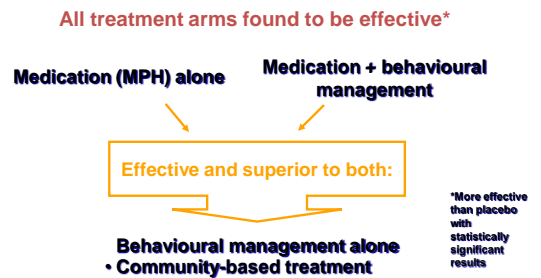 All treatment arms found to be effective*
Medication (MPH) alone
Medication + behavioural
management
Effective and superior to both:
Behavioural management alone
• Community-based treatment
*More effective
than placebo
with
statistically
significant
results